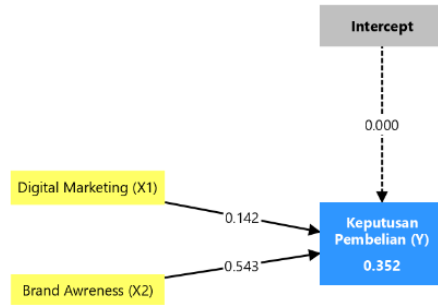 Intercept
0.000
Digital Marketing (X1)
0.142
Keputusan
Pembelian (Y)
0.352
0.543
Brand Awreness (X2)